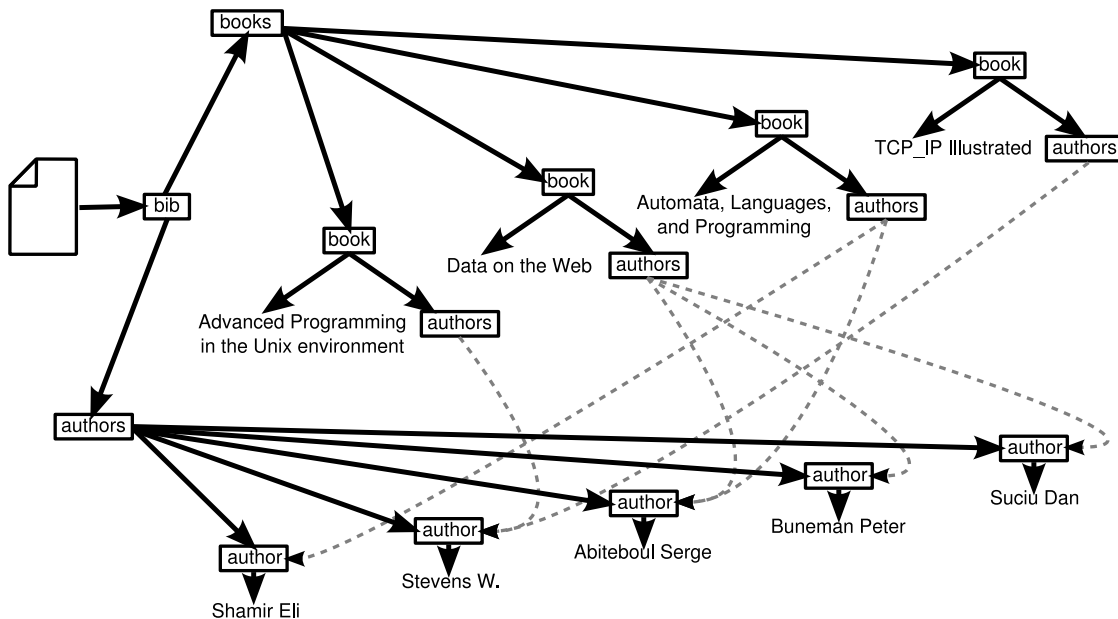 books
book
TCP_IP Illustrated
authors
book
Automata, Languages,
and Programming
authors
book
Data on the Web
authors
bib
book
Advanced Programming
in the Unix environment
authors
authors
author
Suciu Dan
author
Buneman Peter
author
Abiteboul Serge
author
Stevens W.
author
Shamir Eli